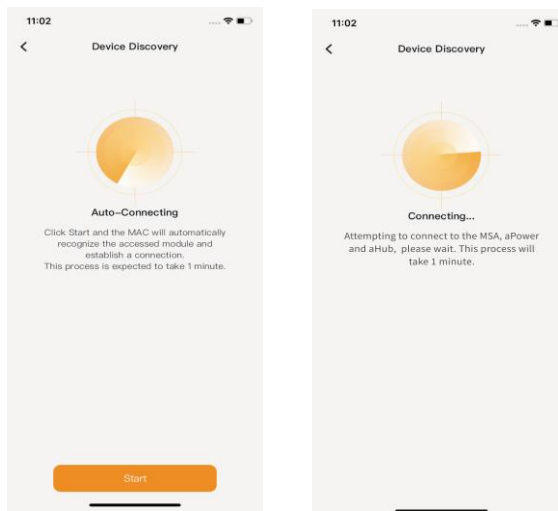 11:02
Device Discovery
Auto-Connecting
Click Start and the MAC will automatically
recognize the accessed module and
establish a connection.
This process is expected to take 1 minute.
Start
11:02
Device Discovery
Connecting...
Attempting to connect to the MSA, aPower
and aHub, please wait. This process will
take 1 minute.